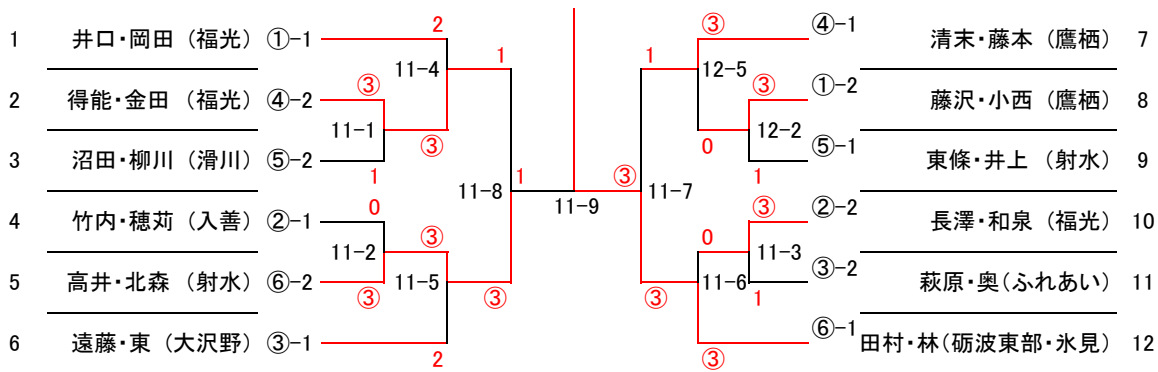 2 ③ ④-1
1 井口・岡田（福光） ①-1 清末・藤本（鷹栖） 7
1 1
11-4 12-5
③ ③ ①-2
2 得能・金田（福光） ④-2 藤沢・小西（鷹栖） 8
11-1 12-2
③ 0 ⑤-1
3 沼田・柳川（滑川） ⑤-2 東條・井上（射水） 9
1 1 ③ 1
11-8 11-7
0 11-9 ③ ②-2
4 竹内・穂苅（入善） ②-1 長澤・和泉（福光） 10
③ 0
11-2 11-3
11-5 11-6 ③-2
5 高井・北森（射水） ⑥-2 萩原・奥（ふれあい） 11
③ ③ ③ 1
⑥-1
6 遠藤・東（大沢野） ③-1 田村・林（砺波東部・氷見） 12
2 ③